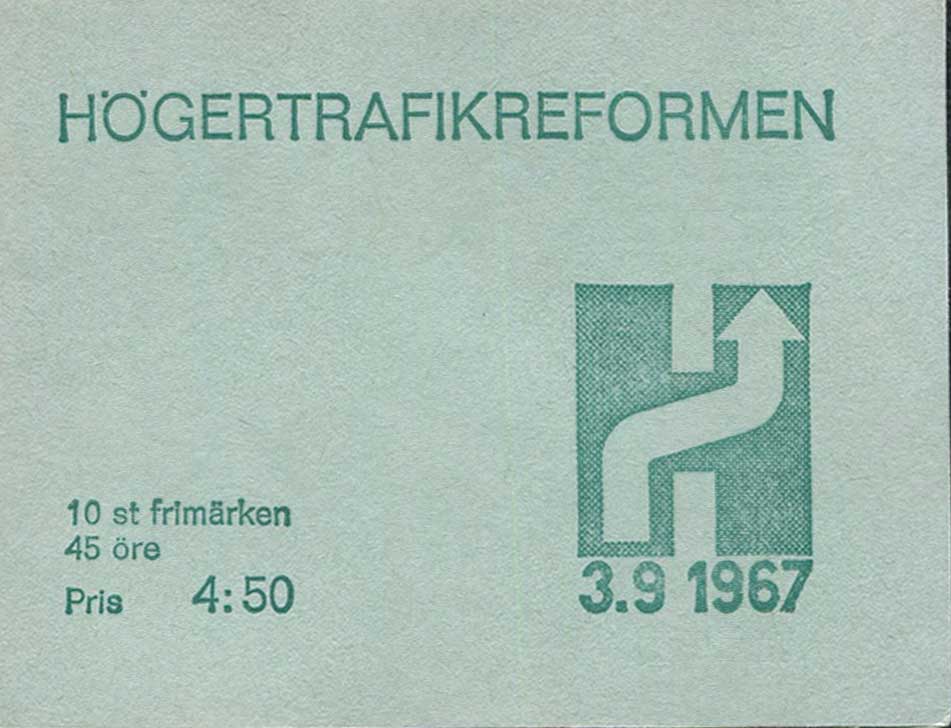 HÖGERTRAFIKREFORMEN
10 st frimärken
45 öre
Pris 4:50
H
3.9 1967